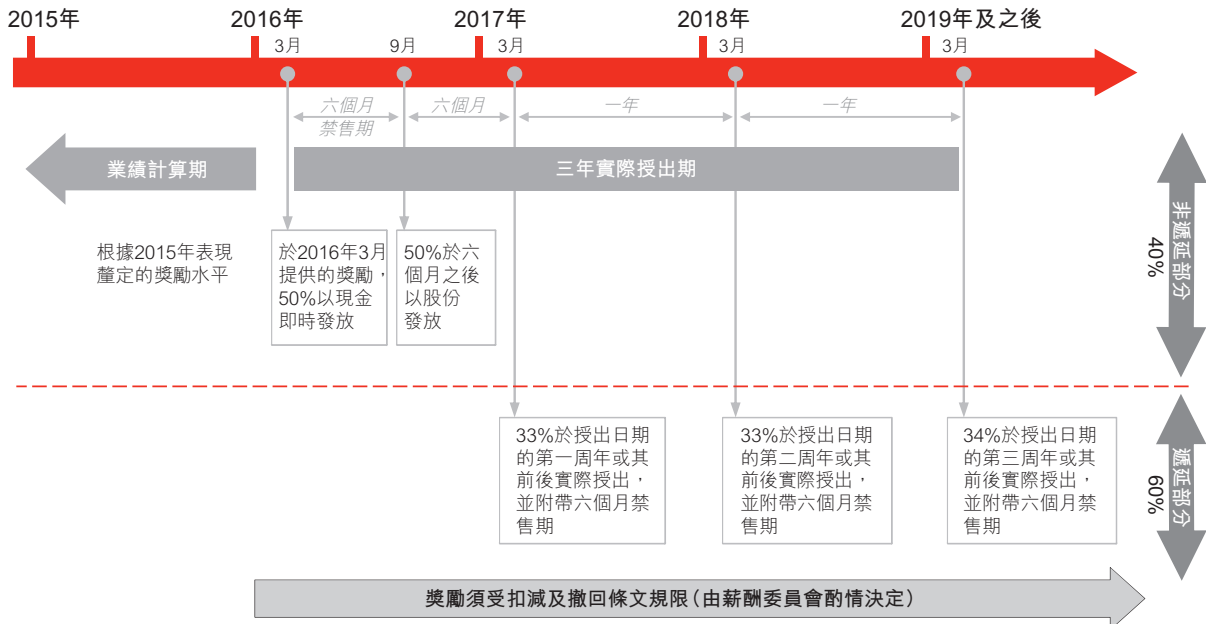 2015年
2016年
2017年
2018年
2019年及之後
3月
9月
3月
3月
3月
六個月
禁售期
六個月
一年
一年
業績計算期
三年實際授出期
根據2015年表現
釐定的獎勵水平
於2016年3月
提供的獎勵，
50%以現金
即時發放
50%於六
個月之後
以股份
發放
非遞延部分
40%
33%於授出日期
的第一周年或其
前後實際授出，
並附帶六個月禁
售期
33%於授出日期
的第二周年或其
前後實際授出，
並附帶六個月禁
售期
34%於授出日期
的第三周年或其
前後實際授出，
並附帶六個月禁
售期
遞延部分
60%
獎勵須受扣減及撤回條文規限（由薪酬委員會酌情決定）